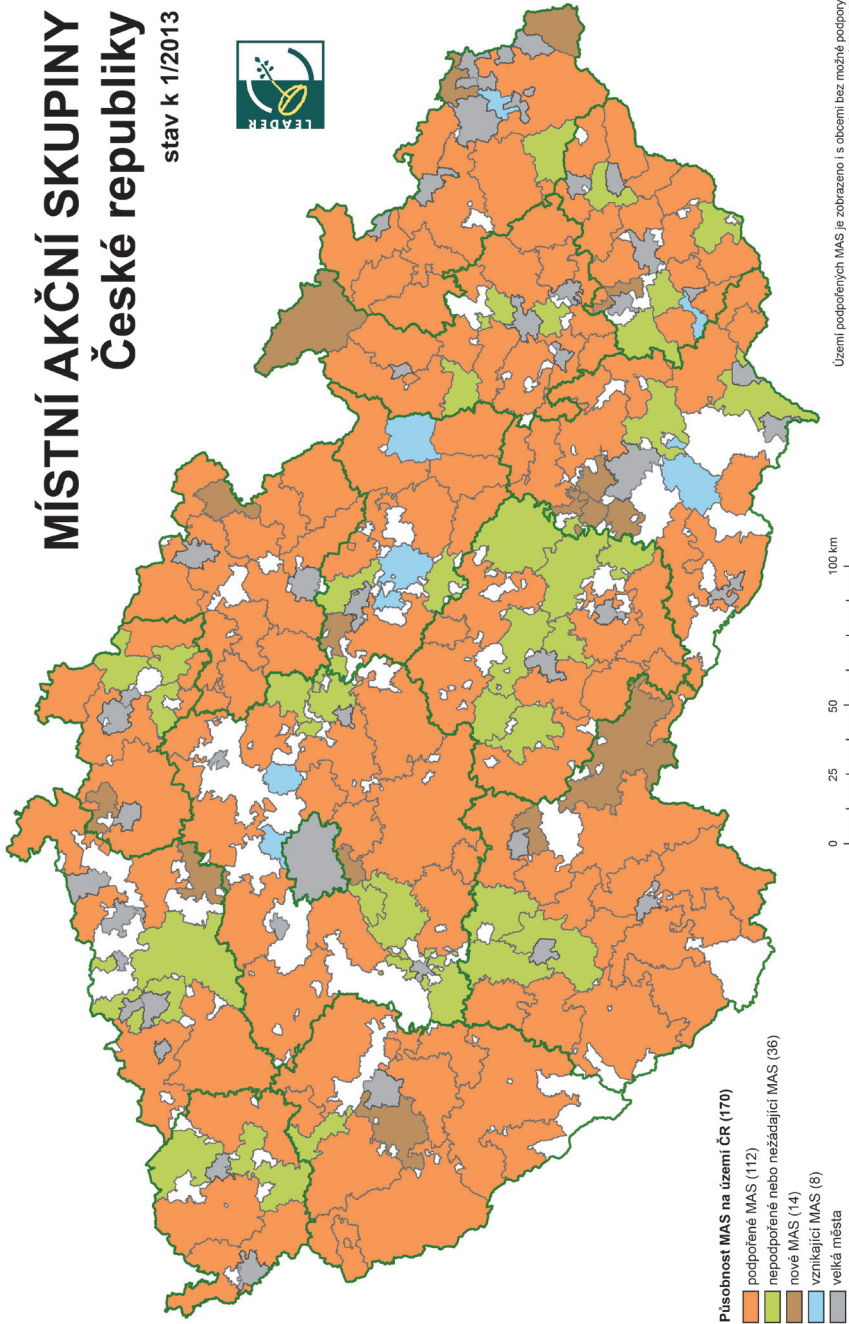 MÍSTNÍ AKČNÍ SKUPINY
České republiky
stav k 1/2013
LEADER
Působnost MAS na území ČR (170)
podpořené MAS (112)
nepodpořené nebo nežádající MAS (36)
nové MAS (14)
vznikající MAS (8)
velká města
0 25 50 100 km
Území podpořených MAS je zobrazeno i s obcemi bez možné podpory